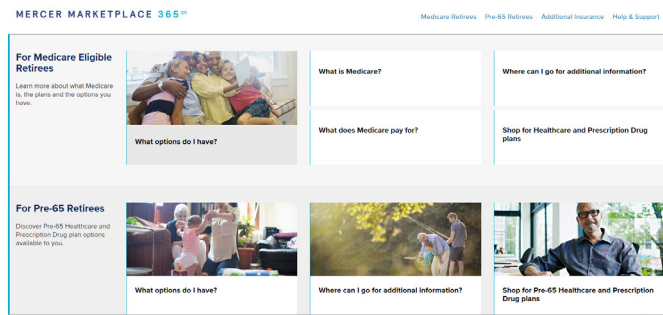 MERCER MARKETPLACE 365℠
Medicare Retirees Pre-65 Retirees Additional Insurance Help & Support
For Medicare Eligible
Retirees
Learn more about what Medicare
is, the plans and the options you
have.
What options do I have?
What is Medicare?
Where can I go for additional information?
What does Medicare pay for?
Shop for Healthcare and Prescription Drug
plans
For Pre-65 Retirees
Discover Pre-65 Healthcare and
Prescription Drug plan options
available to you.
What options do I have?
Where can I go for additional information?
Shop for Pre-65 Healthcare and Prescription
Drug plans